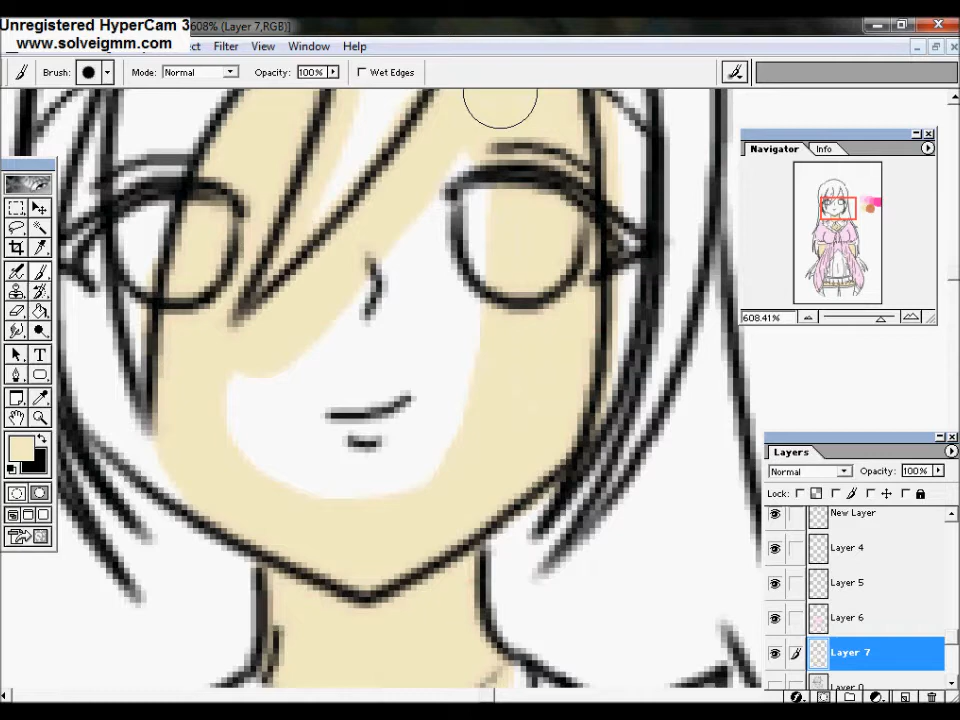 Unregistered HyperCam 3
608% (Layer 7,RGB)
www.solveigmm.com
Filter View Window Help
Brush: Mode: Normal Opacity: 100% Wet Edges
Navigator Info
608.41%
Layers
Normal Opacity: 100%
Lock:
New Layer
Layer 4
Layer 5
Layer 6
Layer 7
Layer 0